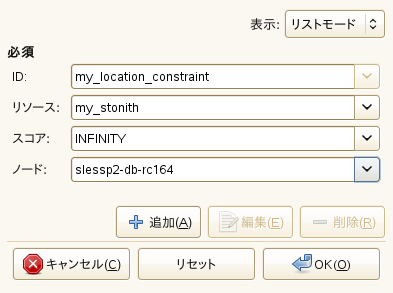 表示: リストモード
必須
ID: my_location_constraint
リソース: my_stonith
スコア: INFINITY
ノード: slessp2-db-rc164
追加(A) 編集(E) 削除(R)
キャンセル(C) リセット OK(O)